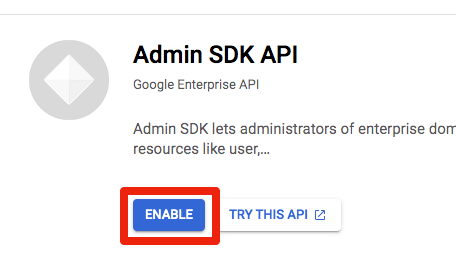 Admin SDK API
Google Enterprise API
Admin SDK lets administrators of enterprise dom
resources like user,...
ENABLE
TRY THIS API